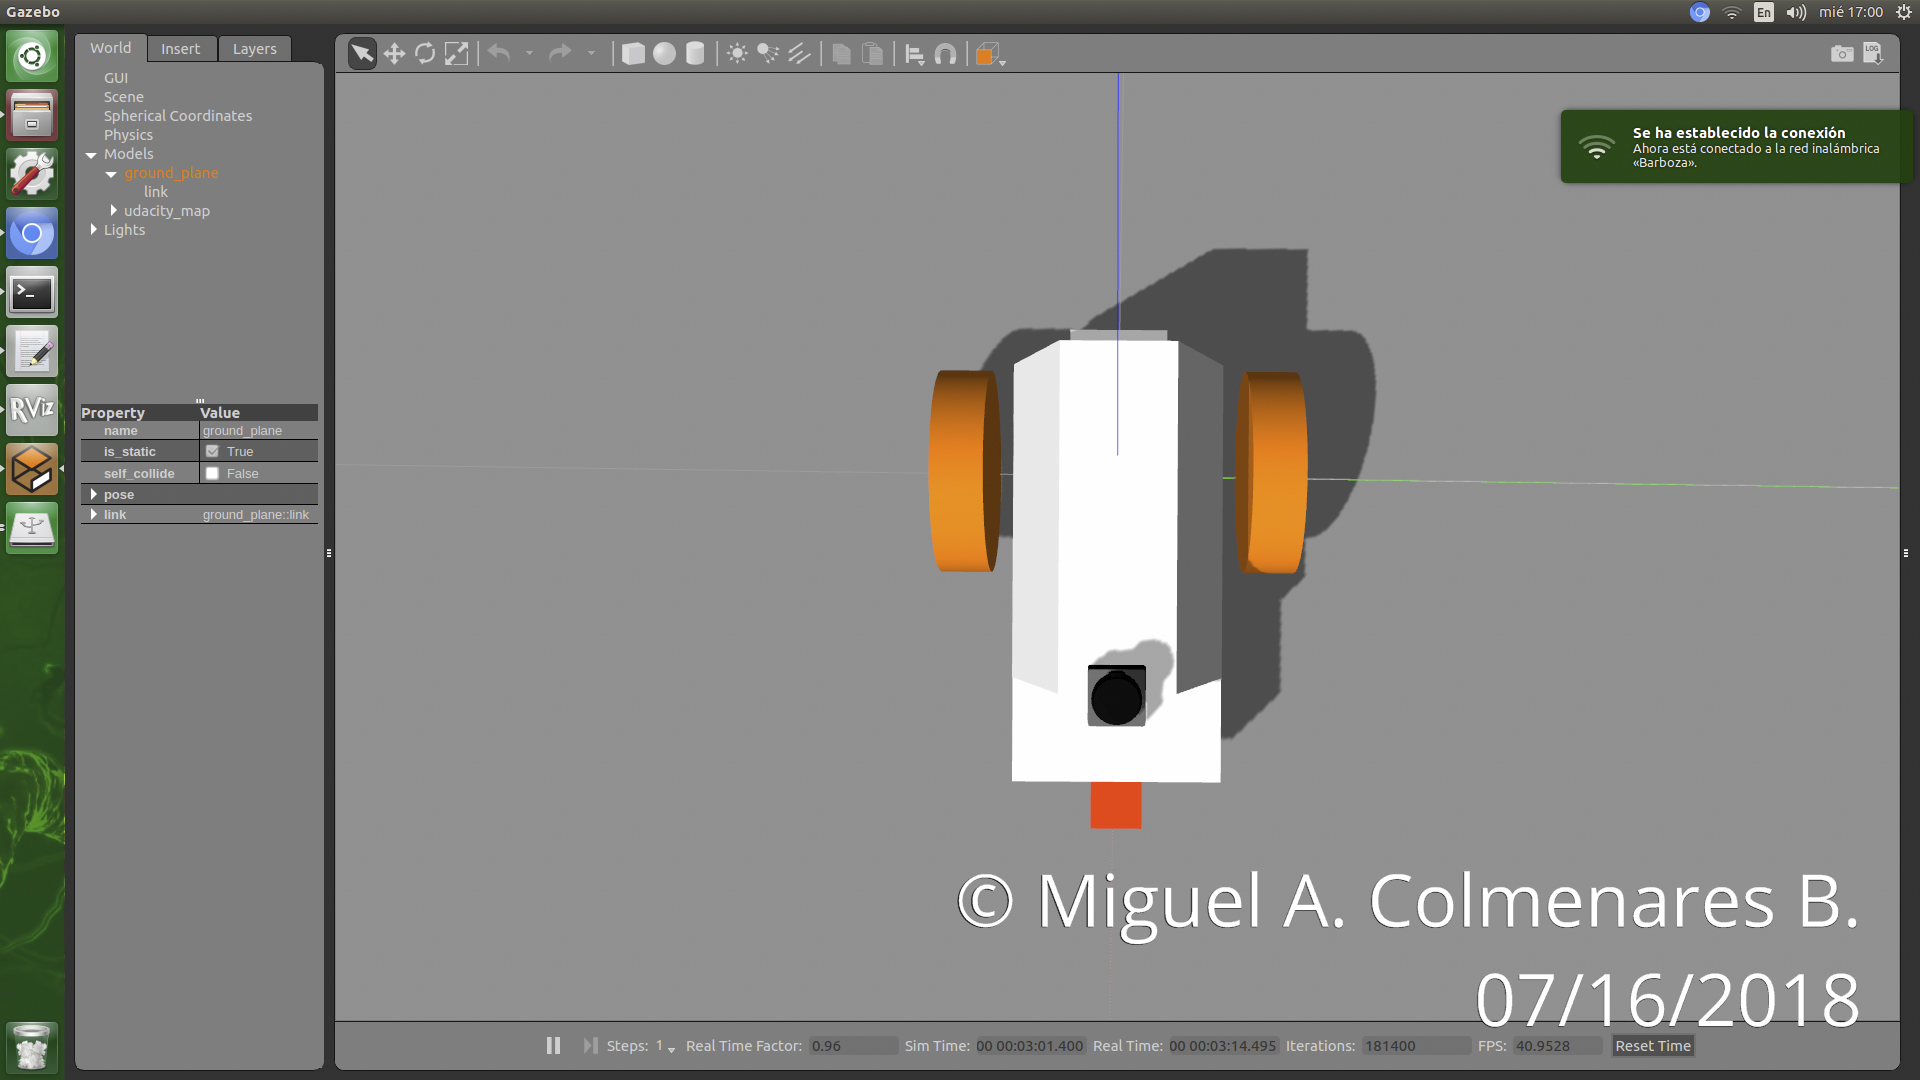 Gazebo
En
mié 17:00
World
Insert
Layers
GUI
Scene
Spherical Coordinates
Physics
Models
ground_plane
link
udacity_map
Lights
Property Value
name ground_plane
is_static True
self_collide False
pose
link ground_plane::link
LOG
Se ha establecido la conexión
Ahora está conectado a la red inalámbrica
«Barboza».
RViz
© Miguel A. Colmenares B.
07/16/2018
Steps: 1 Real Time Factor: 0.96 Sim Time: 00 00:03:01.400 Real Time: 00 00:03:14.495 Iterations: 181400 FPS: 40.9528 Reset Time